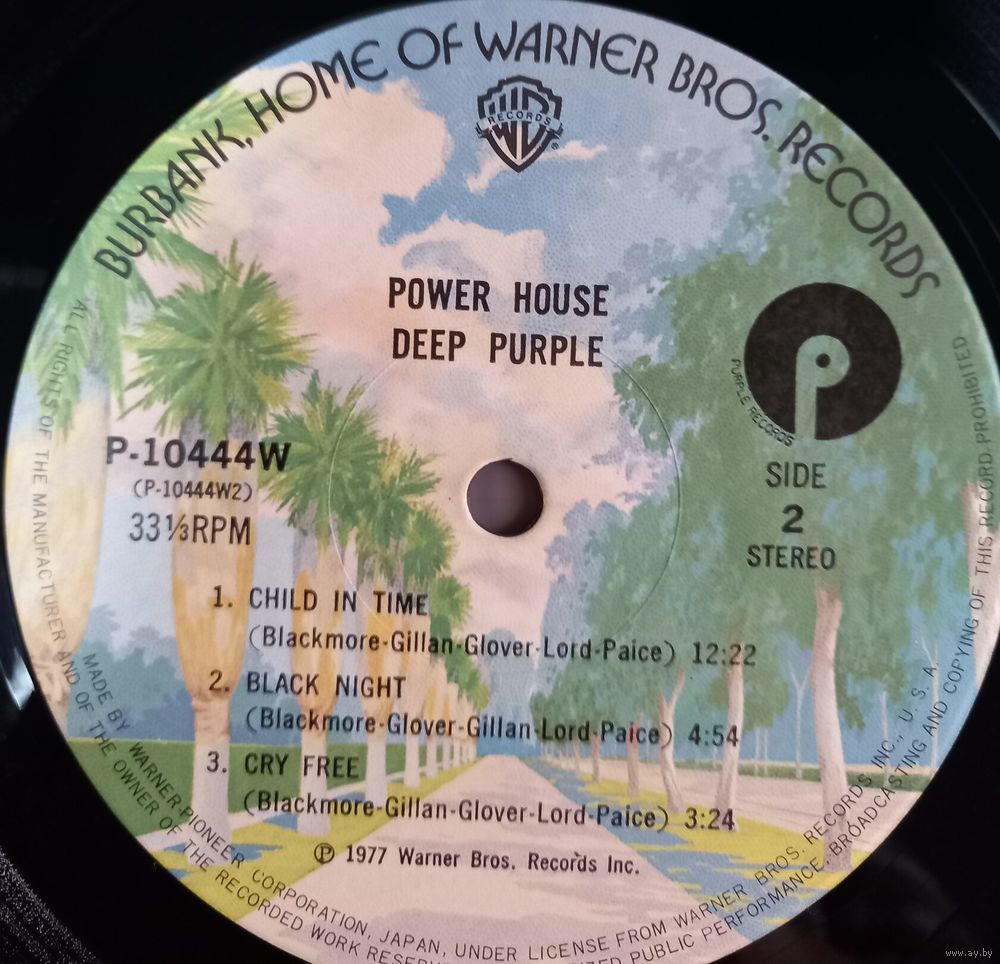 BURBANK, HOME OF WARNER BROS. RECORDS
WB
RECORDS
®
POWER HOUSE
DEEP PURPLE
P
PURPLE RECORDS
P-10444W
(P-10444W2)
33⅓RPM
SIDE
2
STEREO
1. CHILD IN TIME
(Blackmore-Gillan-Glover-Lord-Paice) 12:22
2. BLACK NIGHT
(Blackmore-Glover-Gillan-Lord-Paice) 4:54
3. CRY FREE
(Blackmore-Gillan-Glover-Lord-Paice) 3:24
℗ 1977 Warner Bros. Records Inc.
MADE BY WARNER-PIONEER CORPORATION, JAPAN, UNDER LICENSE FROM WARNER BROS. RECORDS INC., U. S. A.
ALL RIGHTS OF THE MANUFACTURER AND OF THE OWNER OF THE RECORDED WORK PUBLIC PERFORMANCE, BROADCASTING AND COPYING OF THIS RECORD PROHIBITED
www.ay.by